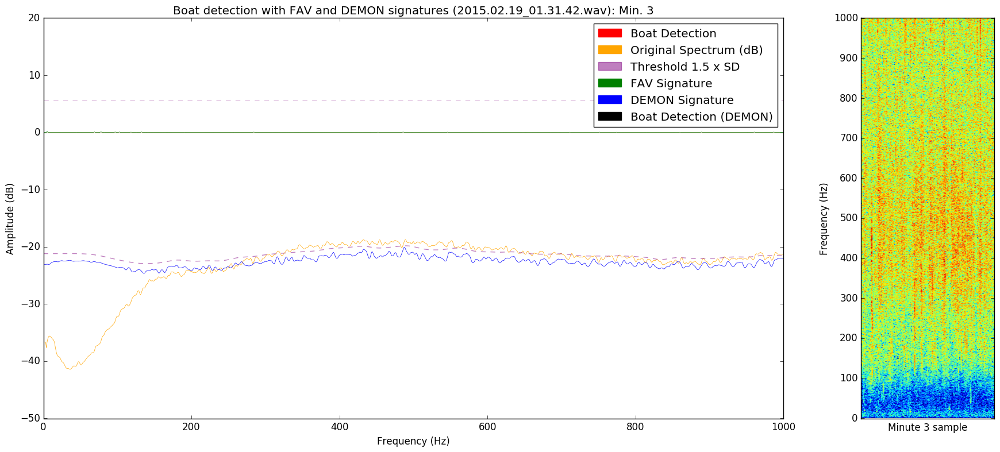 Boat detection with FAV and DEMON signatures (2015.02.19_01.31.42.wav): Min. 3
20
10
0
−10
−20
−30
−40
−50
Amplitude (dB)
0
200
400
600
800
1000
Frequency (Hz)
Boat Detection
Original Spectrum (dB)
Threshold 1.5 x SD
FAV Signature
DEMON Signature
Boat Detection (DEMON)
1000
900
800
700
600
500
400
300
200
100
0
Frequency (Hz)
Minute 3 sample